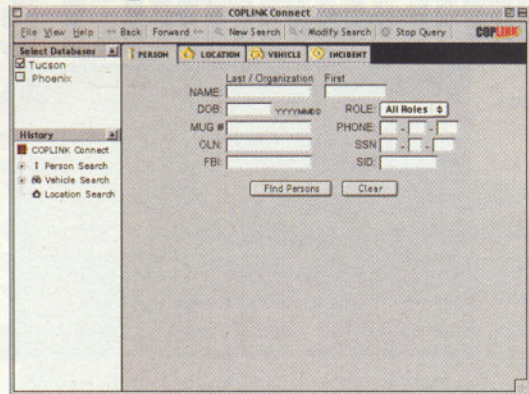 COPLINK Connect
File View Help Back Forward New Search Modify Search Stop Query COPLINK
Select Databases
Tucson
Phoenix
History
COPLINK Connect
Person Search
Vehicle Search
Location Search
PERSON LOCATION VEHICLE INCIDENT
Last / Organization First
NAME:
DOB: YYYYMMDD ROLE: All Roles
MUG # PHONE: - -
OLN: SSN - -
FBI: SID:
Find Persons Clear